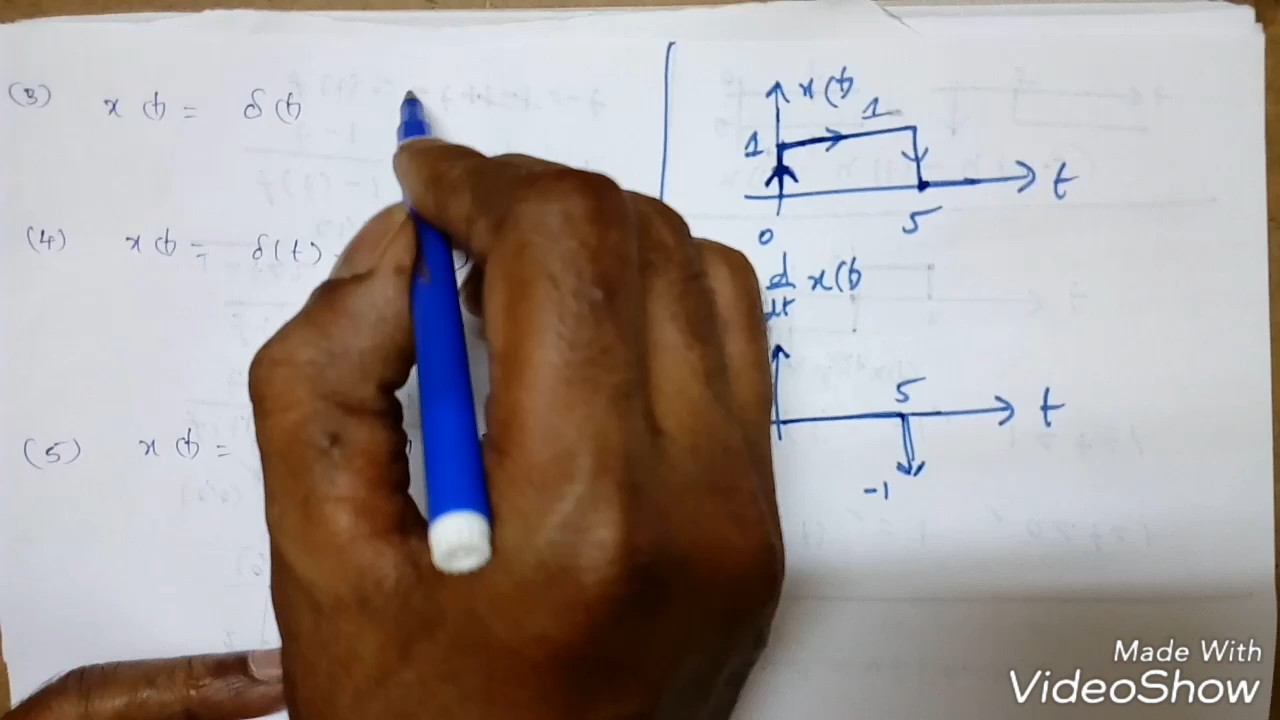 (3) x(t) = δ(t)
(4) x(t) = δ(t)
(5) x(t) =
x(t)
1
1
t
0
5
d/dt x(t)
5
t
-1
Made With
VideoShow